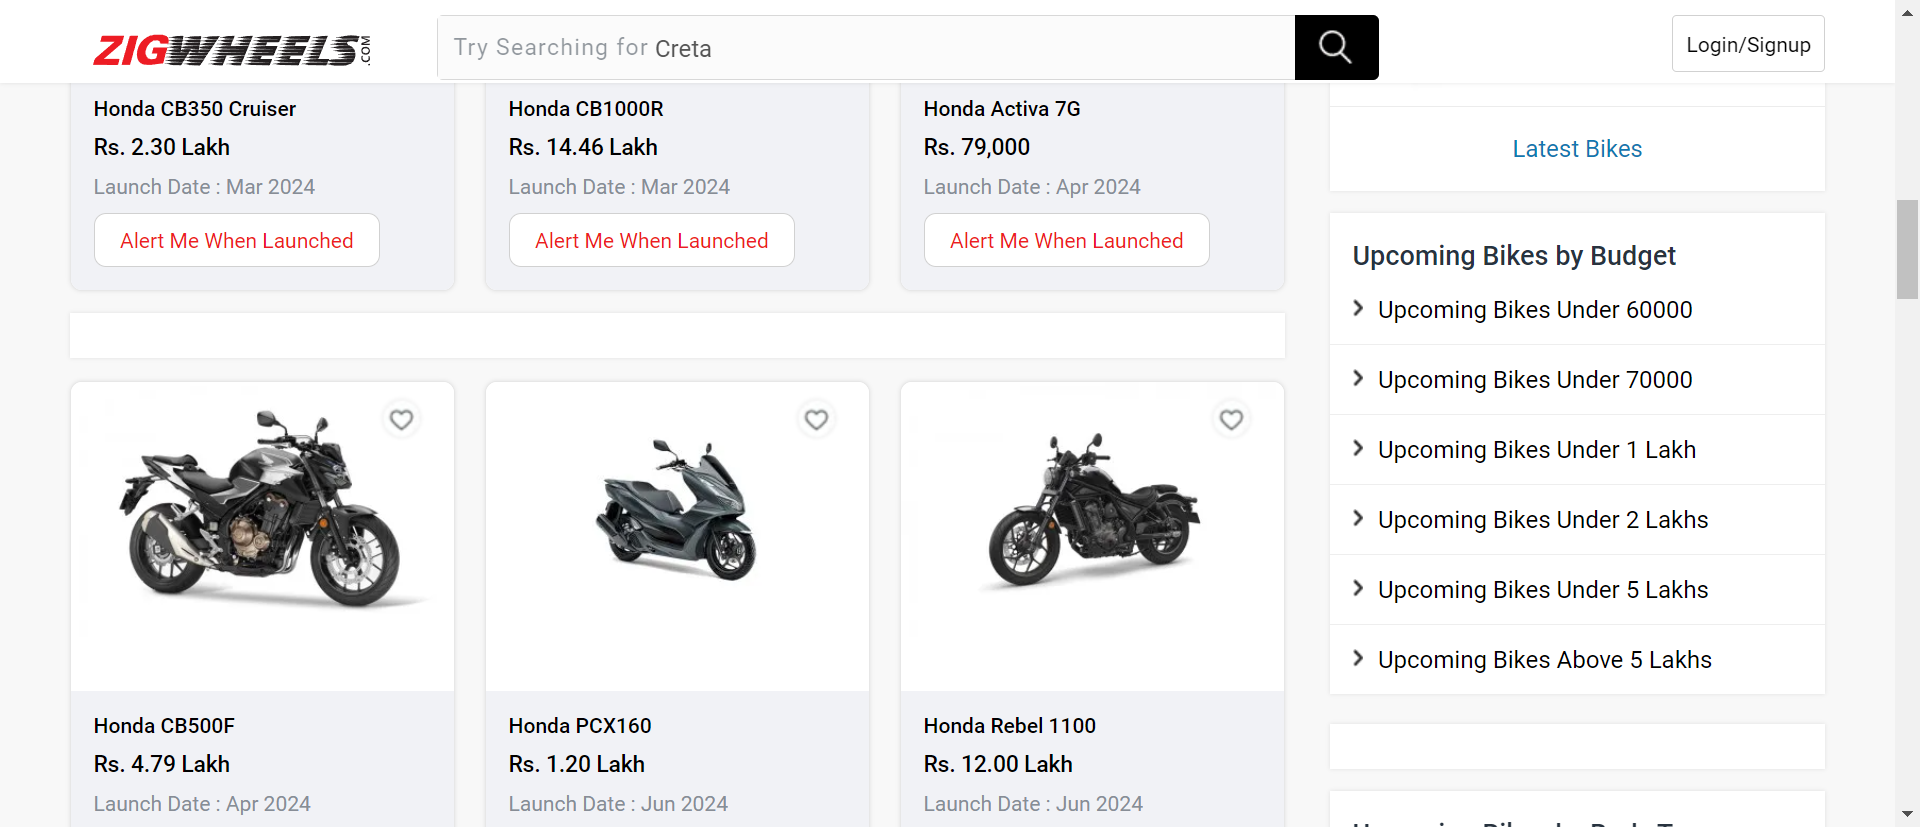 ZIGWHEELS.COM
Try Searching for Creta
Login/Signup
Honda CB350 Cruiser
Rs. 2.30 Lakh
Launch Date : Mar 2024
Alert Me When Launched
Honda CB1000R
Rs. 14.46 Lakh
Launch Date : Mar 2024
Alert Me When Launched
Honda Activa 7G
Rs. 79,000
Launch Date : Apr 2024
Alert Me When Launched
Honda CB500F
Rs. 4.79 Lakh
Launch Date : Apr 2024
Honda PCX160
Rs. 1.20 Lakh
Launch Date : Jun 2024
Honda Rebel 1100
Rs. 12.00 Lakh
Launch Date : Jun 2024
Latest Bikes
Upcoming Bikes by Budget
Upcoming Bikes Under 60000
Upcoming Bikes Under 70000
Upcoming Bikes Under 1 Lakh
Upcoming Bikes Under 2 Lakhs
Upcoming Bikes Under 5 Lakhs
Upcoming Bikes Above 5 Lakhs